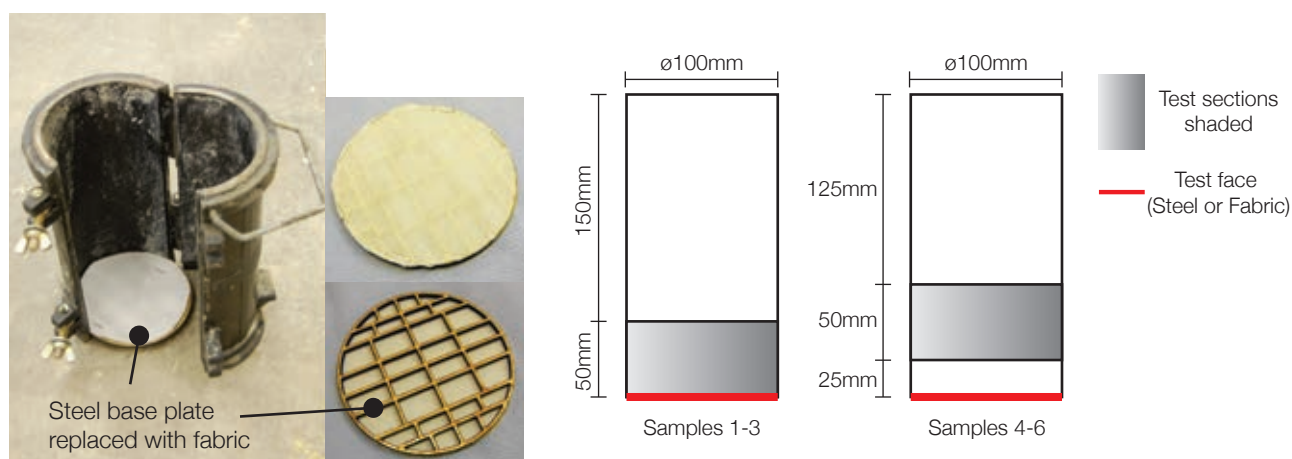 Steel base plate
replaced with fabric
ø100mm
150mm
50mm
Samples 1-3
ø100mm
125mm
50mm
25mm
Samples 4-6
Test sections
shaded
Test face
(Steel or Fabric)